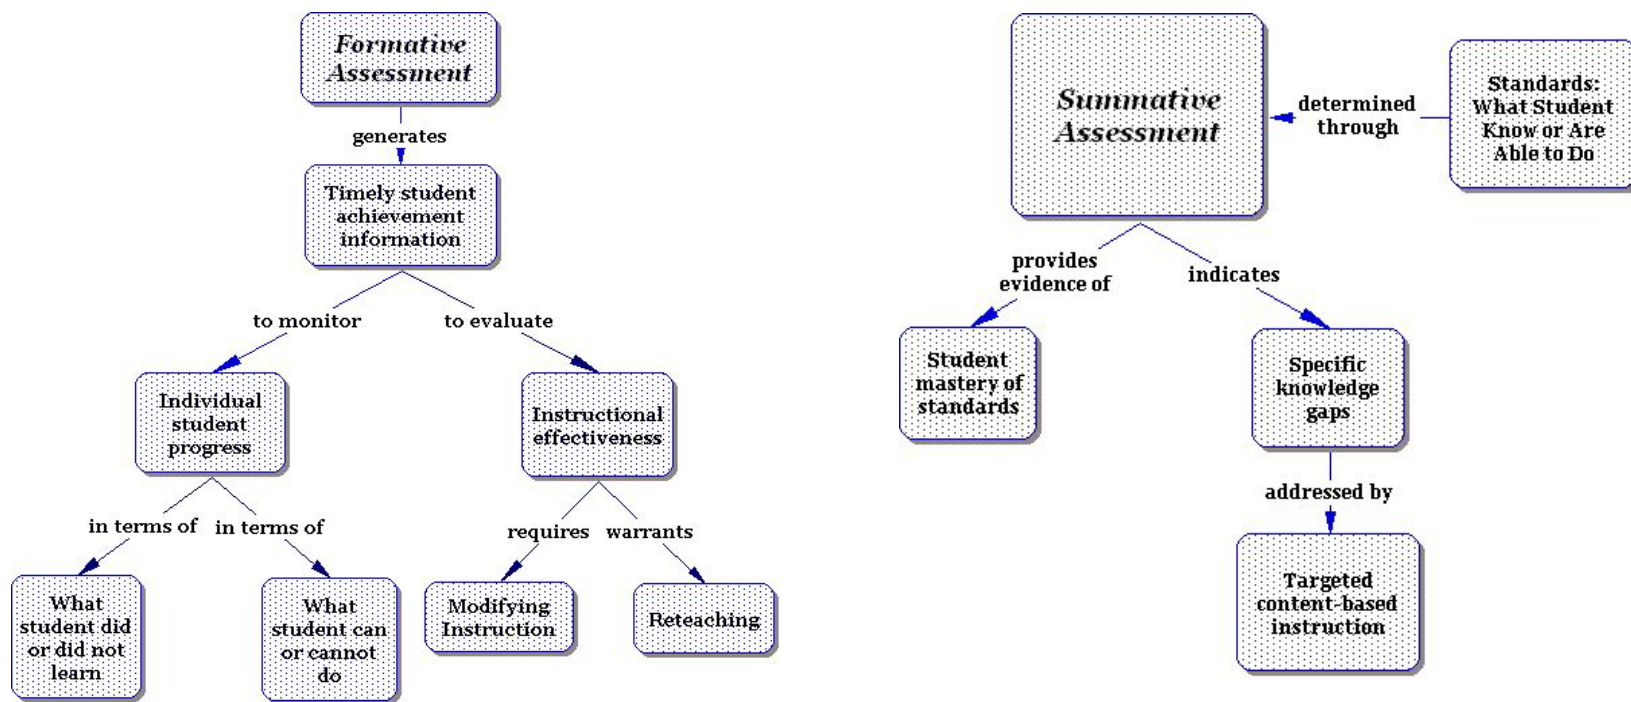 Formative
Assessment
generates
Timely student
achievement
information
to monitor
to evaluate
Individual
student
progress
Instructional
effectiveness
in terms of
in terms of
requires
warrants
What
student did
or did not
learn
What
student can
or cannot
do
Modifying
Instruction
Reteaching
Summative
Assessment
determined
through
Standards:
What Student
Know or Are
Able to Do
provides
evidence of
indicates
Student
mastery of
standards
Specific
knowledge
gaps
addressed by
Targeted
content-based
instruction